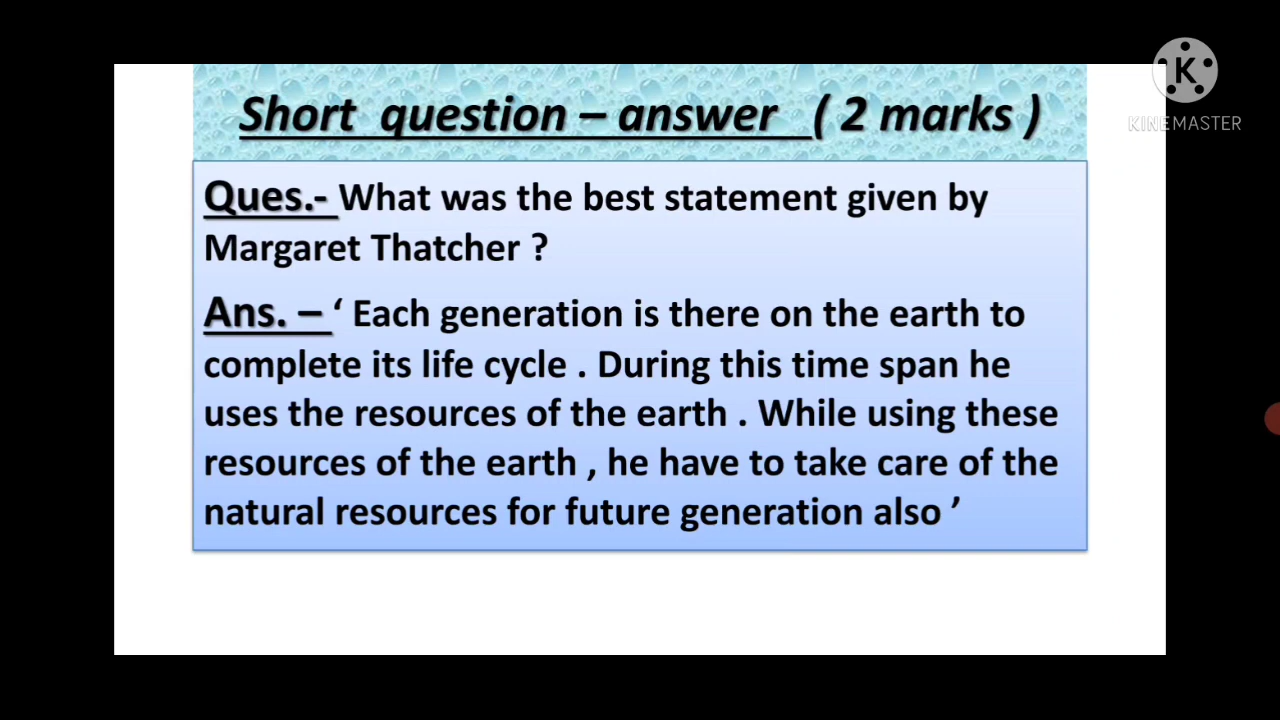 Short question – answer ( 2 marks )
K
KINEMASTER
Ques.- What was the best statement given by
Margaret Thatcher ?
Ans. – ‘ Each generation is there on the earth to
complete its life cycle . During this time span he
uses the resources of the earth . While using these
resources of the earth , he have to take care of the
natural resources for future generation also ’